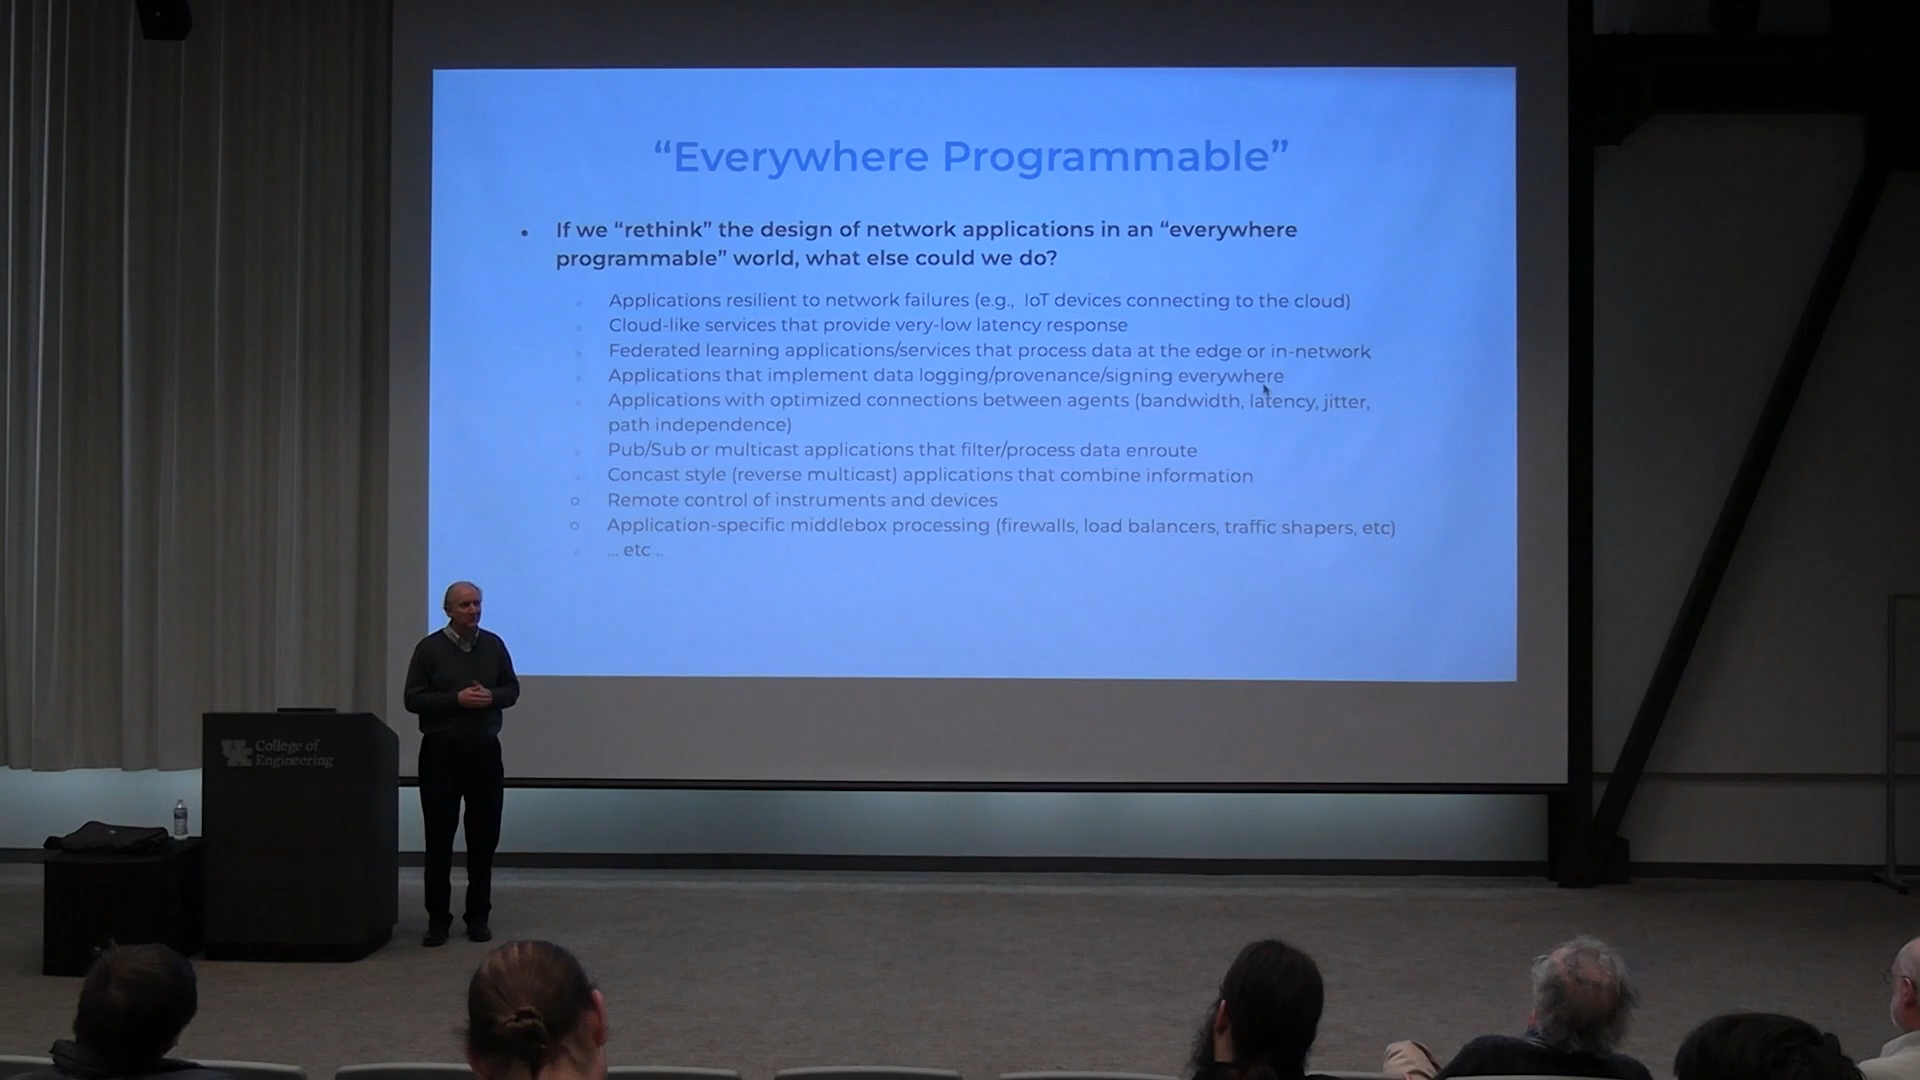 “Everywhere Programmable”
• If we “rethink” the design of network applications in an “everywhere
programmable” world, what else could we do?
○ Applications resilient to network failures (e.g., IoT devices connecting to the cloud)
○ Cloud-like services that provide very-low latency response
○ Federated learning applications/services that process data at the edge or in-network
○ Applications that implement data logging/provenance/signing everywhere
○ Applications with optimized connections between agents (bandwidth, latency, jitter,
path independence)
○ Pub/Sub or multicast applications that filter/process data enroute
○ Concast style (reverse multicast) applications that combine information
○ Remote control of instruments and devices
○ Application-specific middlebox processing (firewalls, load balancers, traffic shapers, etc)
○ ... etc ..
UK College of
Engineering